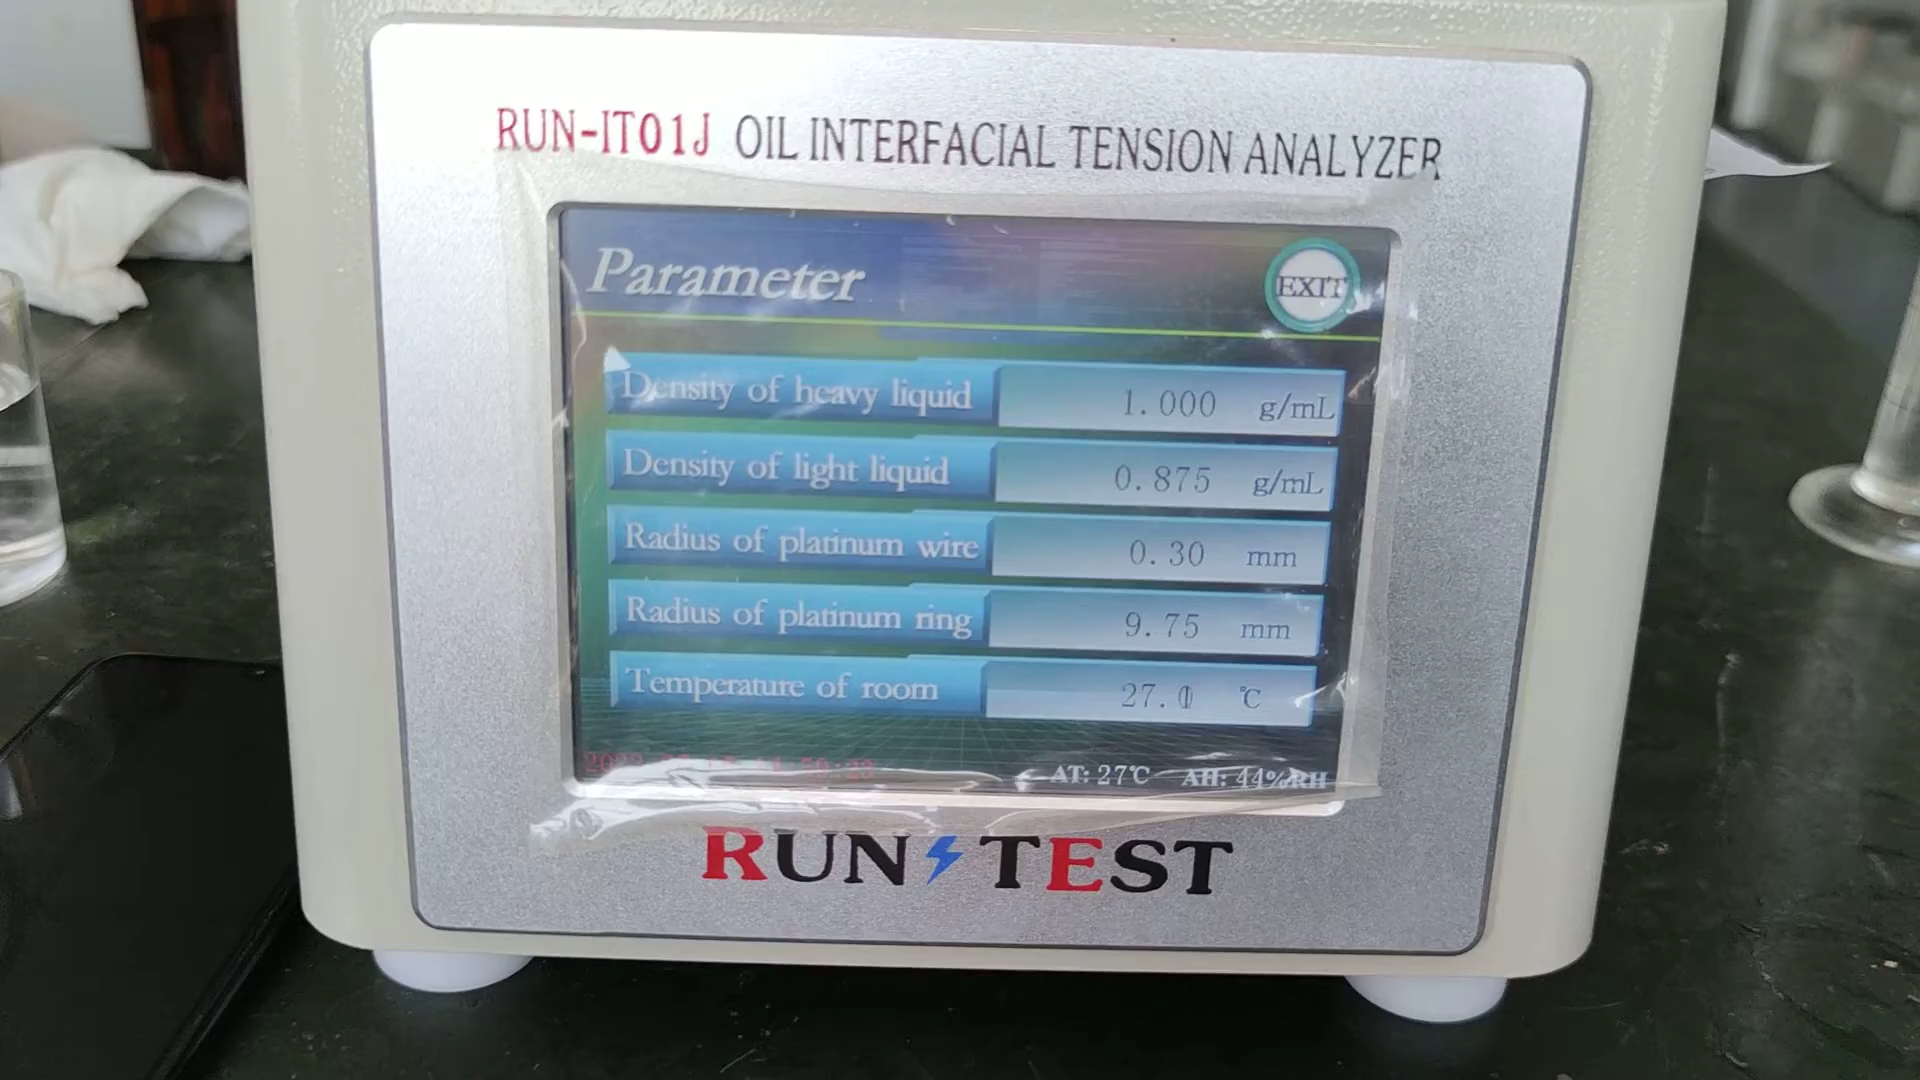 RUN-IT01J OIL INTERFACIAL TENSION ANALYZER
Parameter EXIT
Density of heavy liquid 1.000 g/mL
Density of light liquid 0.875 g/mL
Radius of platinum wire 0.30 mm
Radius of platinum ring 9.75 mm
Temperature of room 27.0 ℃
AT: 27℃ AH: 44%RH
RUN TEST